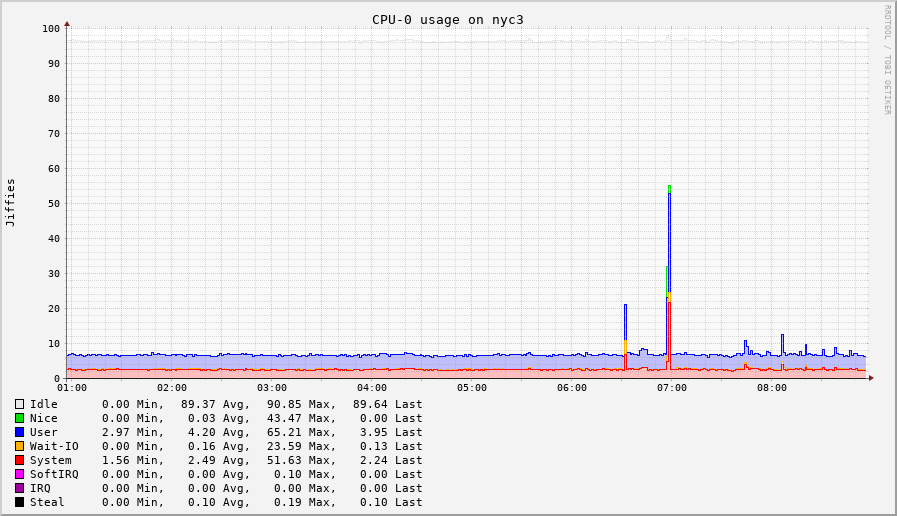 CPU-0 usage on nyc3
RRDTOOL / TOBI OETIKER
Jiffies
100
90
80
70
60
50
40
30
20
10
0
01:00 02:00 03:00 04:00 05:00 06:00 07:00 08:00
Idle 0.00 Min, 89.37 Avg, 90.85 Max, 89.64 Last
Nice 0.00 Min, 0.03 Avg, 43.47 Max, 0.00 Last
User 2.97 Min, 4.20 Avg, 65.21 Max, 3.95 Last
Wait-IO 0.00 Min, 0.16 Avg, 23.59 Max, 0.13 Last
System 1.56 Min, 2.49 Avg, 51.63 Max, 2.24 Last
SoftIRQ 0.00 Min, 0.00 Avg, 0.10 Max, 0.00 Last
IRQ 0.00 Min, 0.00 Avg, 0.00 Max, 0.00 Last
Steal 0.00 Min, 0.10 Avg, 0.19 Max, 0.10 Last